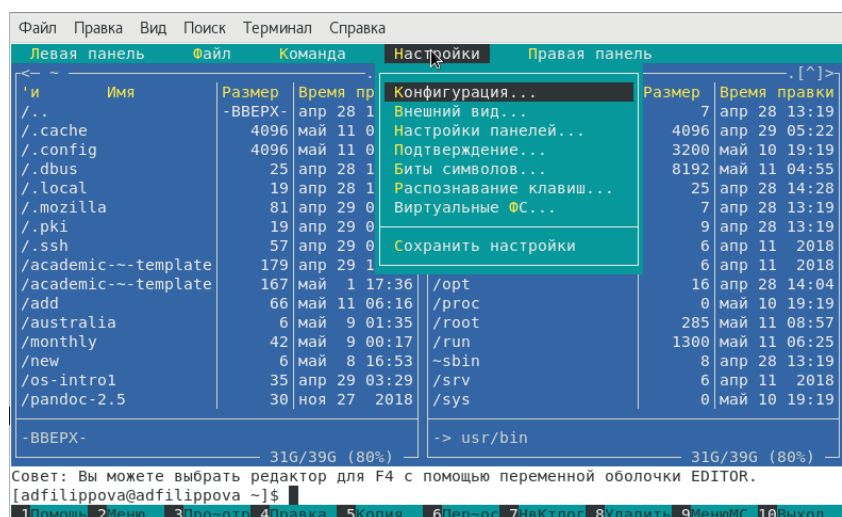 Файл Правка Вид Поиск Терминал Справка
Левая панель Файл Команда Настройки Правая панель
<— ~ .[^]>
'и Имя Размер Время пр Конфигурация... Размер Время правки
/.. -ВВЕРХ- апр 28 1 Внешний вид... 7 апр 28 13:19
/.cache 4096 май 11 0 Настройки панелей... 4096 апр 29 05:22
/.config 4096 май 11 0 Подтверждение... 3200 май 10 19:19
/.dbus 25 апр 28 1 Биты символов... 8192 май 11 04:55
/.local 19 апр 28 1 Распознавание клавиш... 25 апр 28 14:28
/.mozilla 81 апр 29 0 Виртуальные ФС... 7 апр 28 13:19
/.pki 19 апр 29 0 9 апр 28 13:19
/.ssh 57 апр 29 0 Сохранить настройки 6 апр 11 2018
/academic-~-template 179 апр 29 1 6 апр 11 2018
/academic-~-template 167 май 1 17:36 /opt 16 апр 28 14:04
/add 66 май 11 06:16 /proc 0 май 10 19:19
/australia 6 май 9 01:35 /root 285 май 11 08:57
/monthly 42 май 9 00:17 /run 1300 май 11 06:25
/new 6 май 8 16:53 ~sbin 8 апр 28 13:19
/os-intro1 35 апр 29 03:29 /srv 6 апр 11 2018
/pandoc-2.5 30 ноя 27 2018 /sys 0 май 10 19:19
-ВВЕРХ- -> usr/bin
31G/39G (80%) 31G/39G (80%)
Совет: Вы можете выбрать редактор для F4 с помощью переменной оболочки EDITOR.
[adfilippova@adfilippova ~]$
1Помощь 2Меню 3Про~отр 4Правка 5Копия 6Пер~ос 7НвКтлог 8Удалить 9МенюMC 10Выход